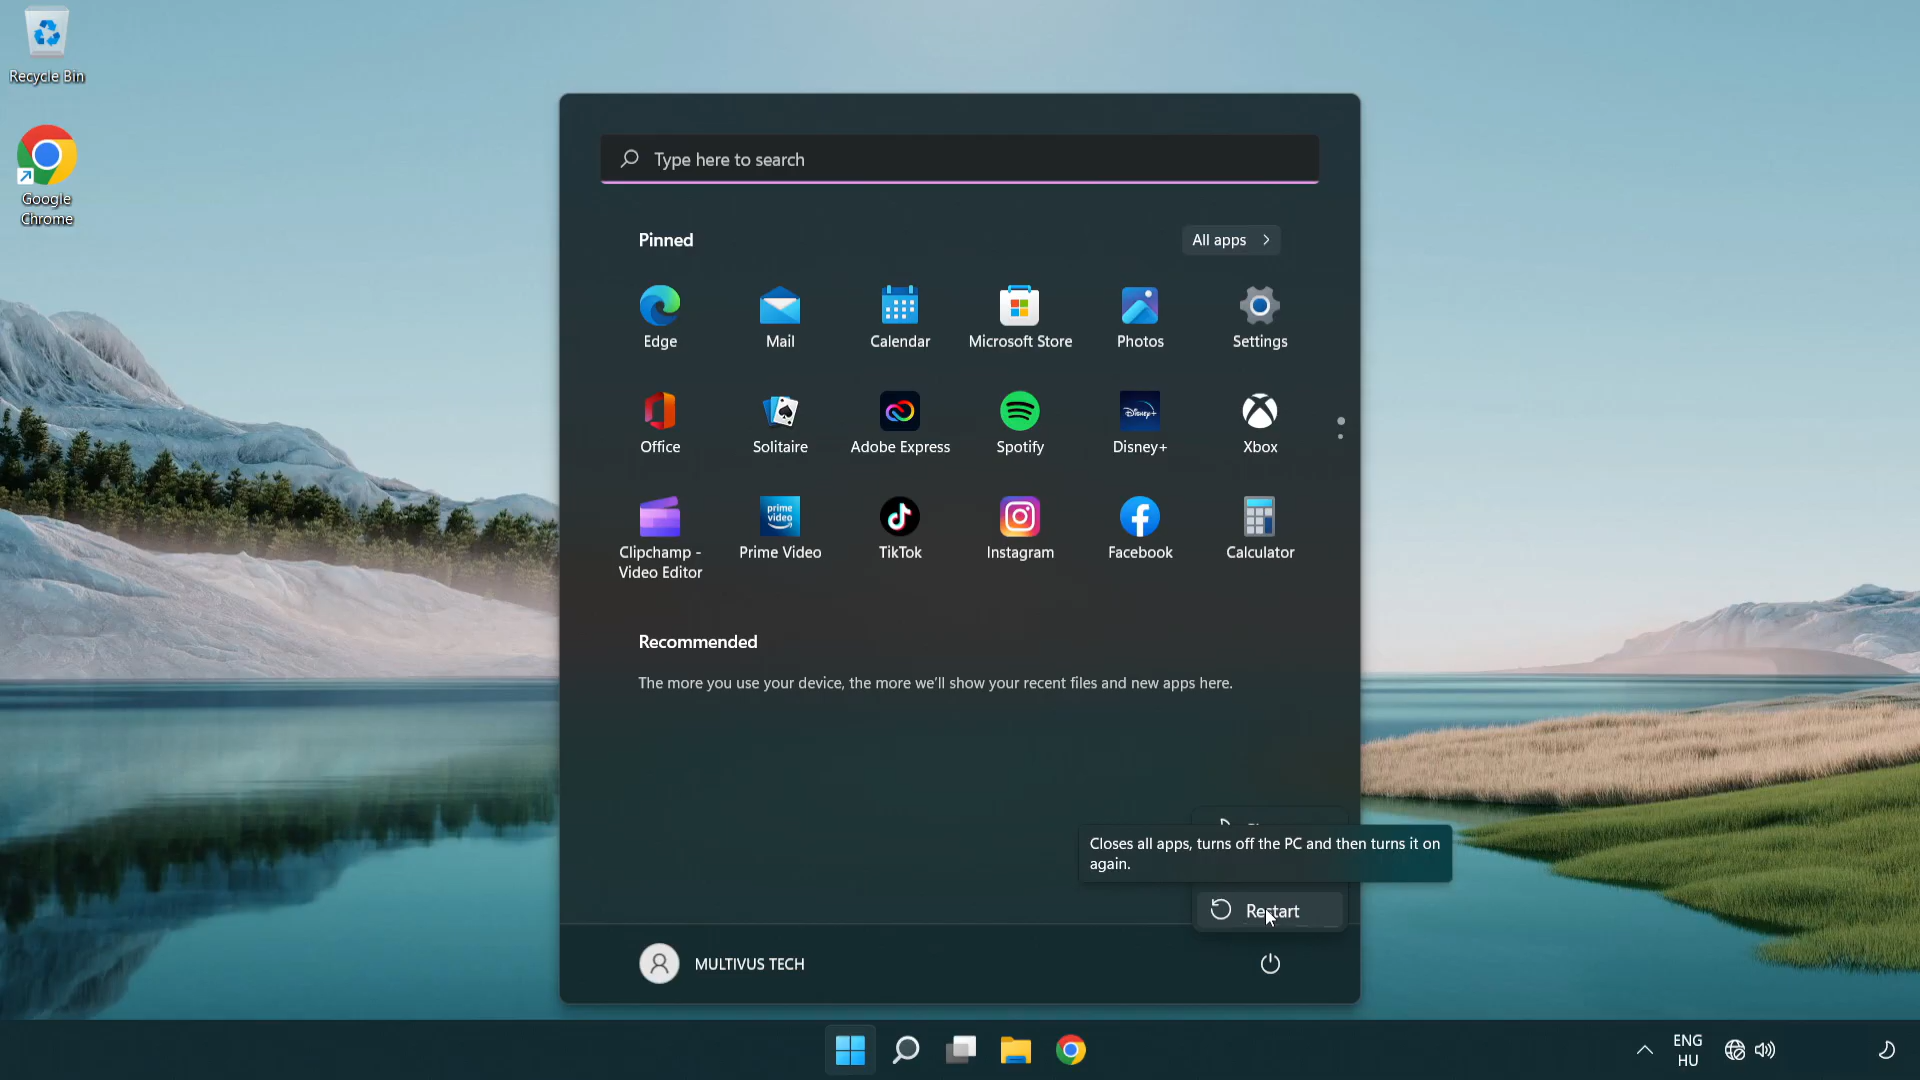 Recycle Bin
Google
Chrome
Type here to search
Pinned
All apps
Edge
Mail
Calendar
Microsoft Store
Photos
Settings
Office
Solitaire
Adobe Express
Spotify
Disney+
Disney+
Xbox
prime
video
Clipchamp -
Video Editor
Prime Video
TikTok
Instagram
Facebook
Calculator
Recommended
The more you use your device, the more we'll show your recent files and new apps here.
Closes all apps, turns off the PC and then turns it on
again.
Restart
MULTIVUS TECH
ENG
HU